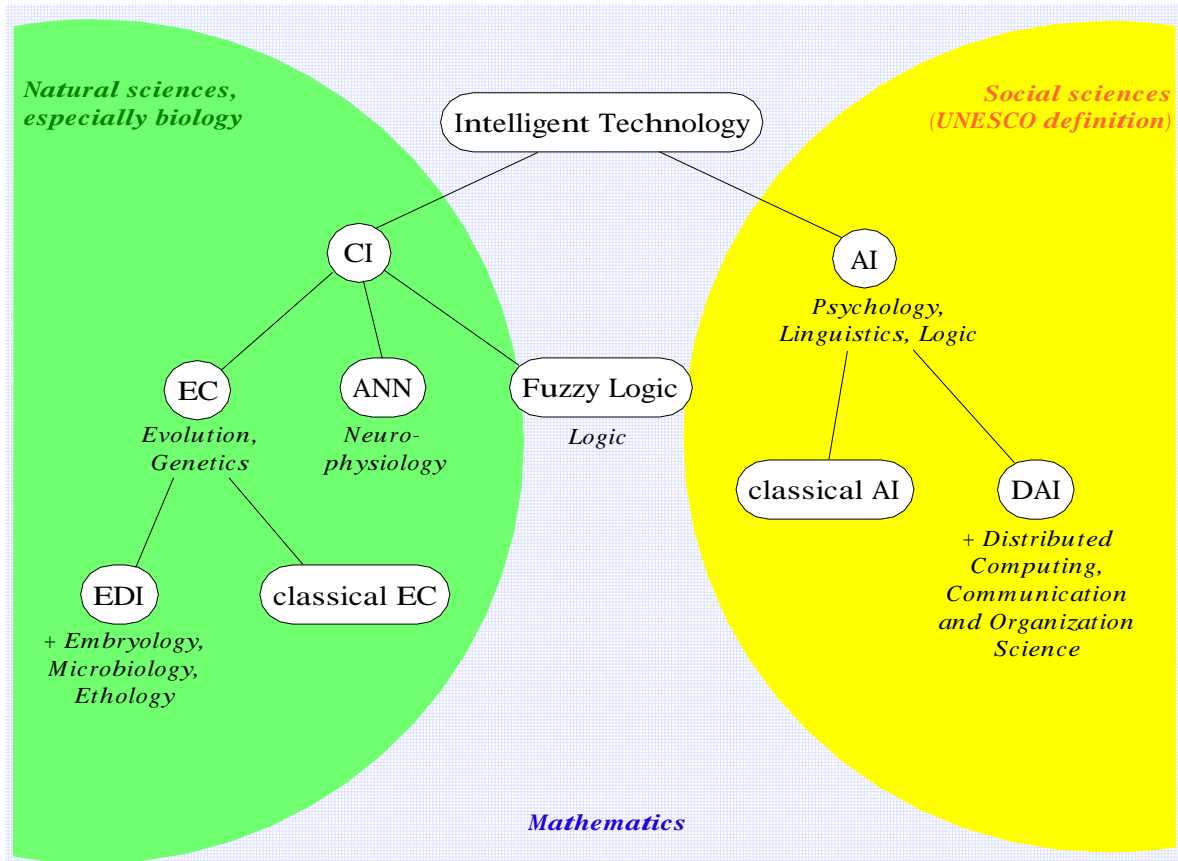 Natural sciences,
especially biology
Social sciences
(UNESCO definition)
Intelligent Technology
CI
AI
Psychology,
Linguistics, Logic
EC
Evolution,
Genetics
ANN
Neuro-
physiology
Fuzzy Logic
Logic
classical AI
DAI
+ Distributed
Computing,
Communication
and Organization
Science
EDI
+ Embryology,
Microbiology,
Ethology
classical EC
Mathematics